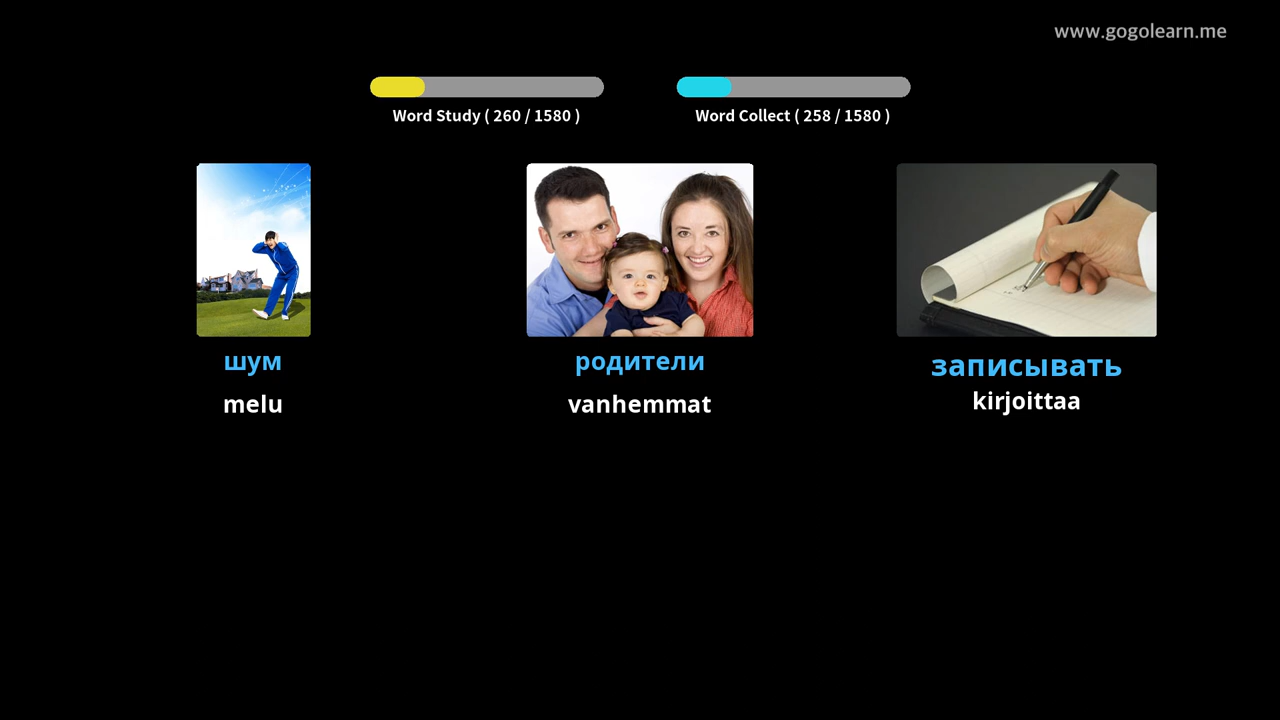 www.gogolearn.me
Word Study ( 260 / 1580 )
Word Collect ( 258 / 1580 )
шум
melu
родители
vanhemmat
записывать
kirjoittaa